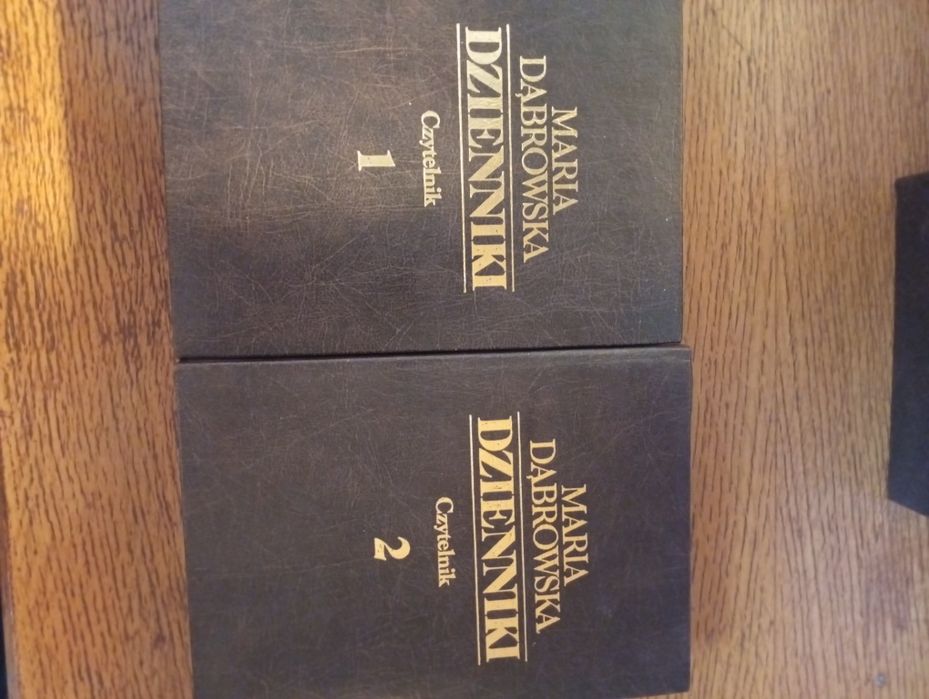 MARIA
DĄBROWSKA
DZIENNIKI
Czytelnik
1
MARIA
DĄBROWSKA
DZIENNIKI
Czytelnik
2